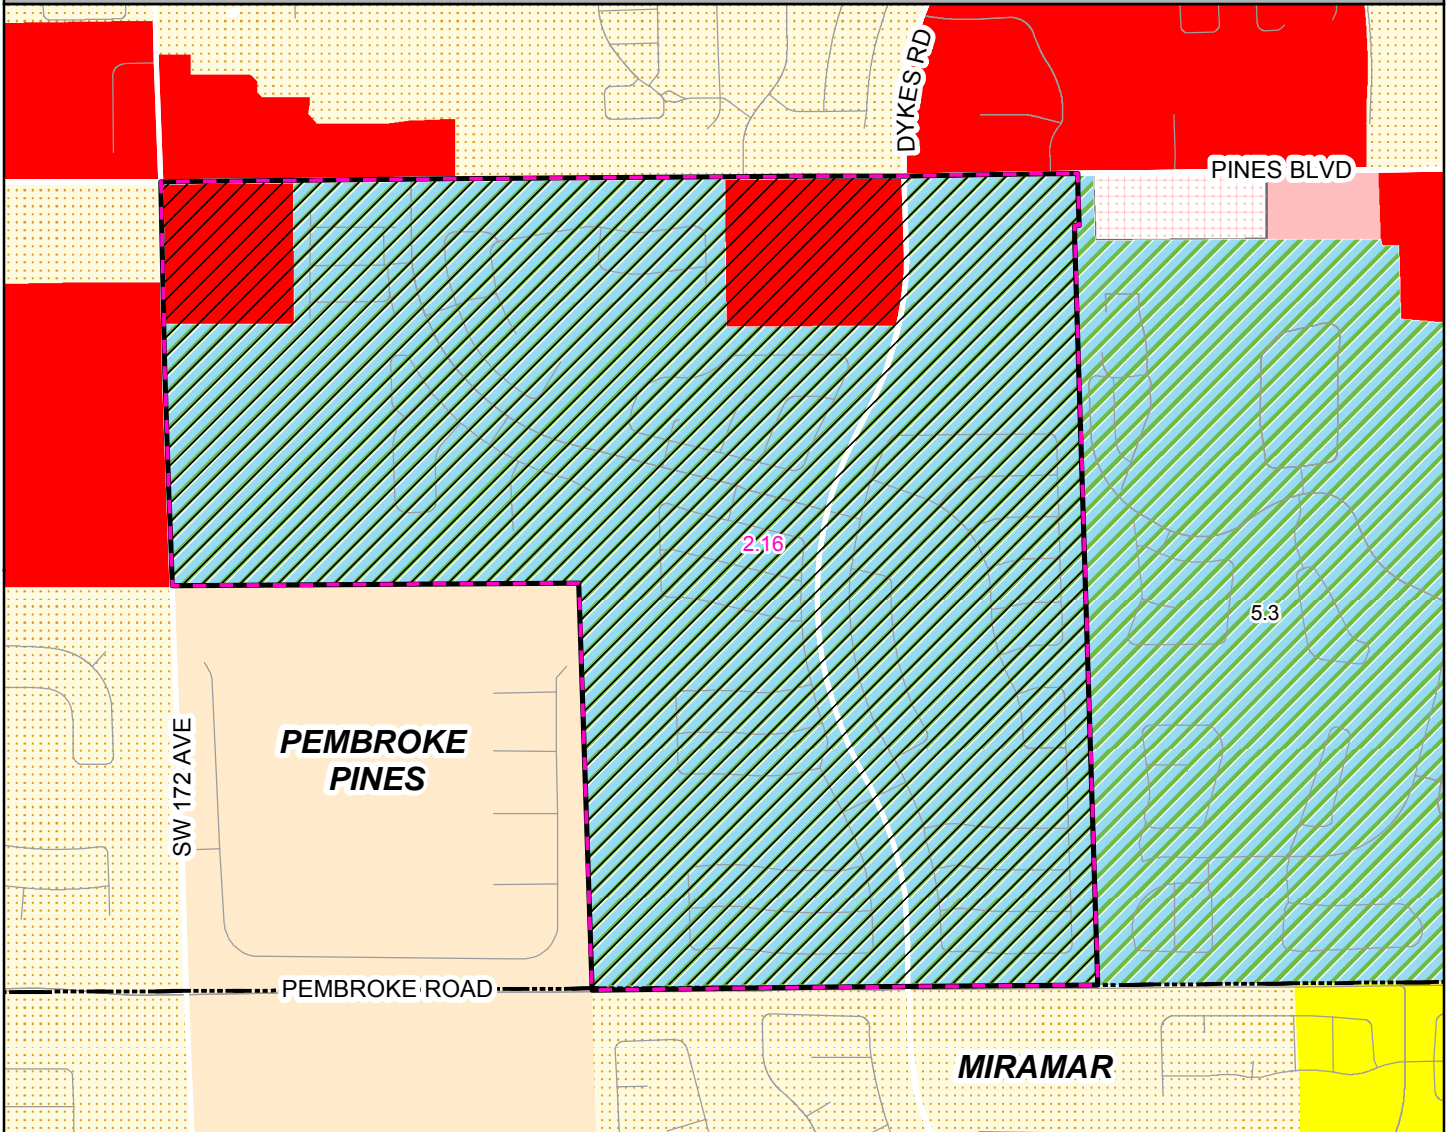 DYKES RD
PINES BLVD
2.16
5.3
SW 172 AVE
PEMBROKE
PINES
PEMBROKE ROAD
MIRAMAR